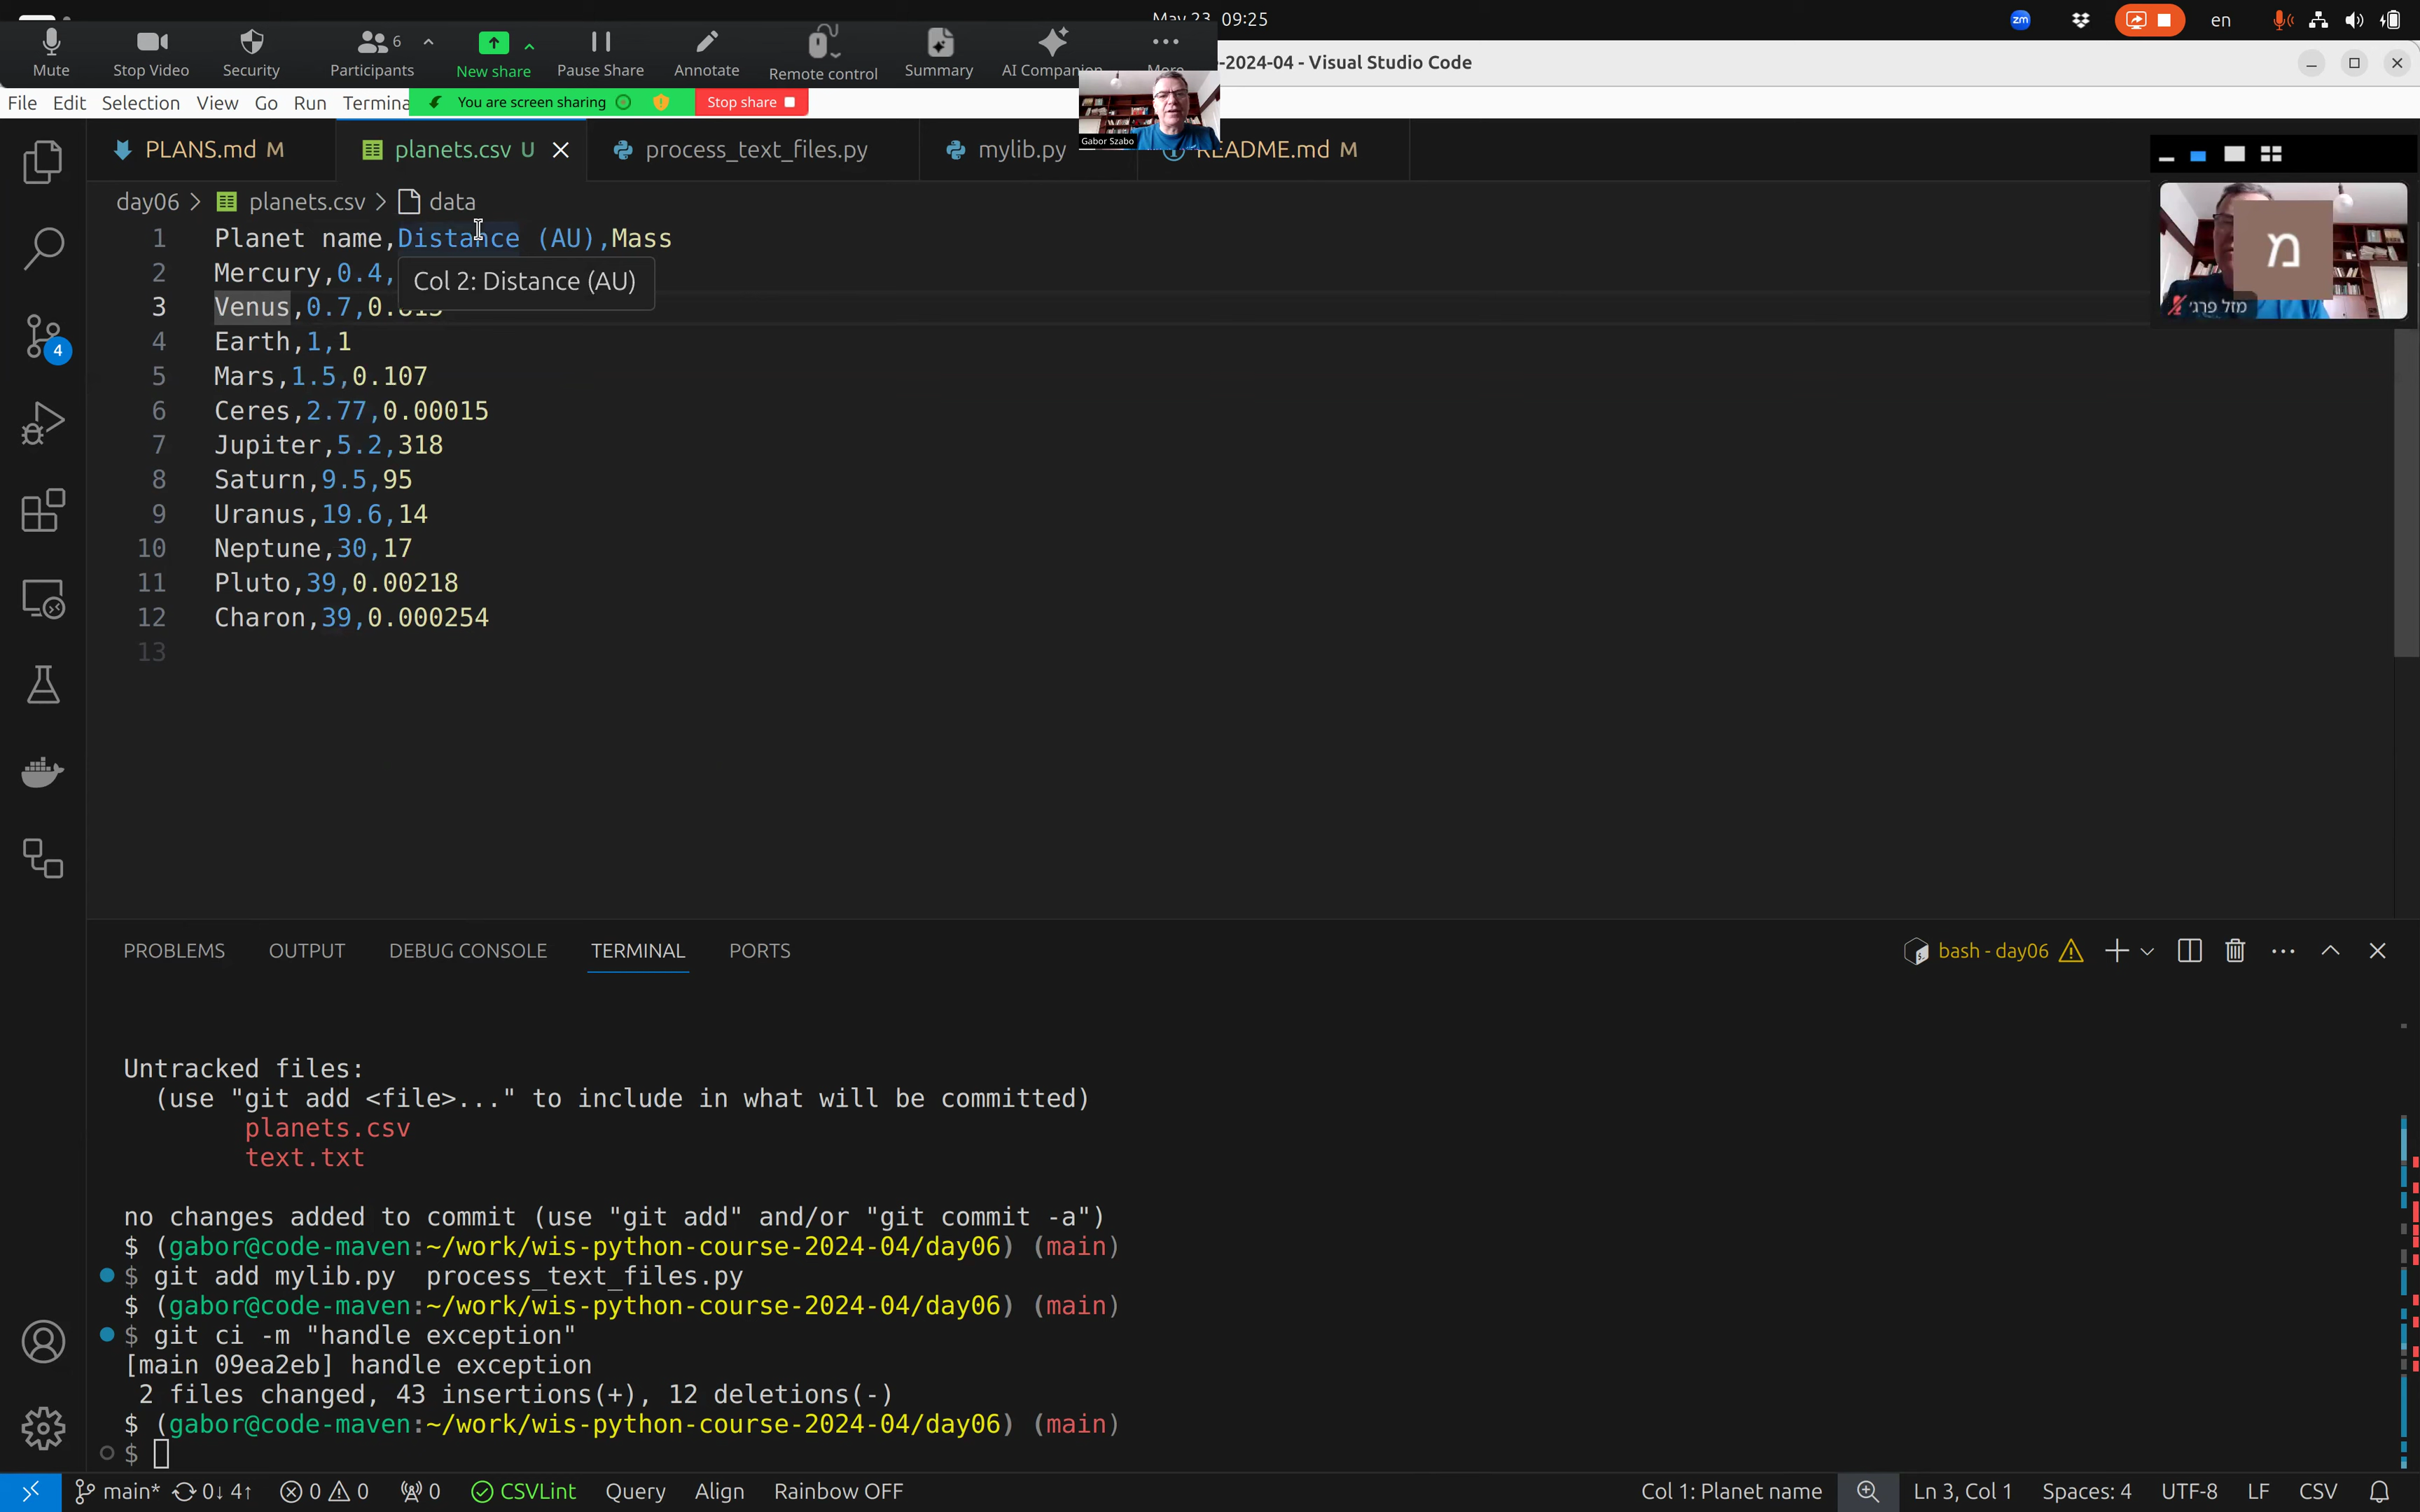 May 23 09:25
zm
en
Mute
Stop Video
Security
Participants
6
New share
Pause Share
Annotate
Remote control
Summary
AI Companion
More
-2024-04 - Visual Studio Code
File Edit Selection View Go Run Termina
You are screen sharing
Stop share
Gabor Szabo
PLANS.md M
planets.csv U
process_text_files.py
mylib.py
README.md M
מ
מזל פרג׳
day06 > planets.csv > data
1 Planet name,Distance (AU),Mass
2 Mercury,0.4,
Col 2: Distance (AU)
3 Venus,0.7,0.815
4 Earth,1,1
5 Mars,1.5,0.107
6 Ceres,2.77,0.00015
7 Jupiter,5.2,318
8 Saturn,9.5,95
9 Uranus,19.6,14
10 Neptune,30,17
11 Pluto,39,0.00218
12 Charon,39,0.000254
13
4
PROBLEMS OUTPUT DEBUG CONSOLE TERMINAL PORTS
bash - day06
Untracked files:
(use "git add <file>..." to include in what will be committed)
planets.csv
text.txt
no changes added to commit (use "git add" and/or "git commit -a")
$ (gabor@code-maven:~/work/wis-python-course-2024-04/day06) (main)
$ git add mylib.py  process_text_files.py
$ (gabor@code-maven:~/work/wis-python-course-2024-04/day06) (main)
$ git ci -m "handle exception"
[main 09ea2eb] handle exception
2 files changed, 43 insertions(+), 12 deletions(-)
$ (gabor@code-maven:~/work/wis-python-course-2024-04/day06) (main)
$
main* 0↓ 4↑ 0 0 0 CSVLint Query Align Rainbow OFF Col 1: Planet name Ln 3, Col 1 Spaces: 4 UTF-8 LF CSV